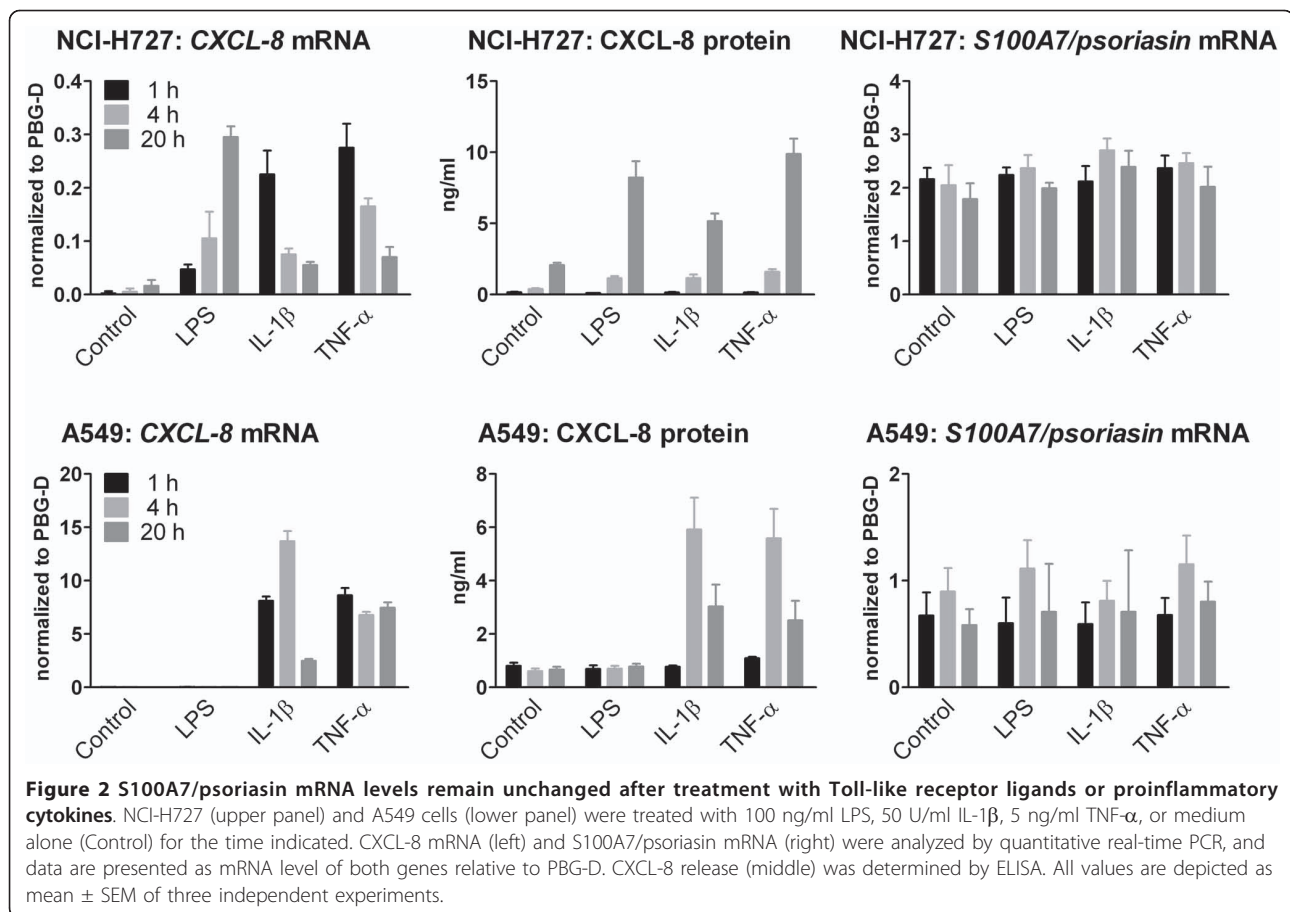 NCI-H727: CXCL-8 mRNA
normalized to PBG-D
0.4
0.3
0.2
0.1
0.0
1 h
4 h
20 h
Control
LPS
IL-1β
TNF-α
NCI-H727: CXCL-8 protein
ng/ml
15
10
5
0
Control
LPS
IL-1β
TNF-α
NCI-H727: S100A7/psoriasin mRNA
normalized to PBG-D
4
3
2
1
0
Control
LPS
IL-1β
TNF-α
A549: CXCL-8 mRNA
normalized to PBG-D
20
15
10
5
0
1 h
4 h
20 h
Control
LPS
IL-1β
TNF-α
A549: CXCL-8 protein
ng/ml
8
6
4
2
0
Control
LPS
IL-1β
TNF-α
A549: S100A7/psoriasin mRNA
normalized to PBG-D
2
1
0
Control
LPS
IL-1β
TNF-α
Figure 2 S100A7/psoriasin mRNA levels remain unchanged after treatment with Toll-like receptor ligands or proinflammatory
cytokines. NCI-H727 (upper panel) and A549 cells (lower panel) were treated with 100 ng/ml LPS, 50 U/ml IL-1β, 5 ng/ml TNF-α, or medium
alone (Control) for the time indicated. CXCL-8 mRNA (left) and S100A7/psoriasin mRNA (right) were analyzed by quantitative real-time PCR, and
data are presented as mRNA level of both genes relative to PBG-D. CXCL-8 release (middle) was determined by ELISA. All values are depicted as
mean ± SEM of three independent experiments.